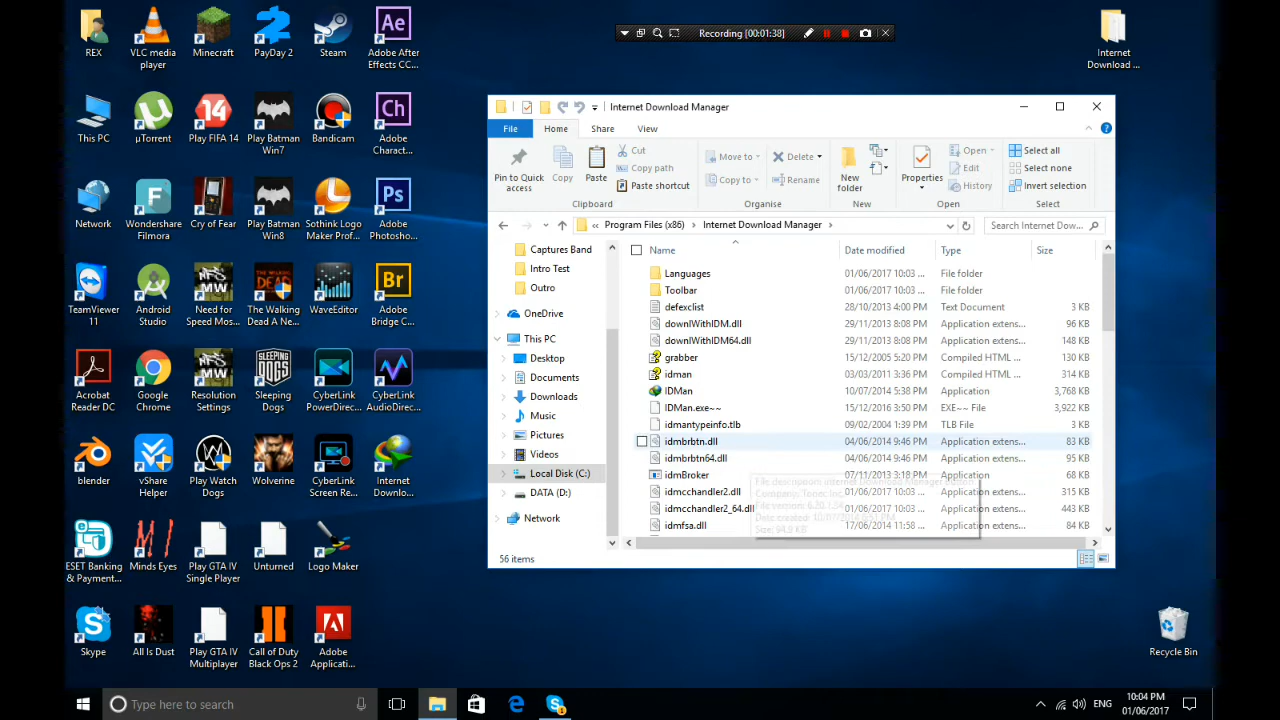 REX
VLC media
player
Minecraft
PayDay 2
Steam
Adobe After
Effects CC...
This PC
µTorrent
Play FIFA 14
Play Batman
Win7
Bandicam
Adobe
Charact...
Network
Wondershare
Filmora
Cry of Fear
Play Batman
Win8
Sothink Logo
Maker Prof...
Adobe
Photosho...
TeamViewer
11
Android
Studio
Need for
Speed Mos...
The Walking
Dead A Ne...
WaveEditor
Adobe
Bridge C...
Acrobat
Reader DC
Google
Chrome
Resolution
Settings
Sleeping
Dogs
CyberLink
PowerDirec...
CyberLink
AudioDirec...
blender
vShare
Helper
Play Watch
Dogs
Wolverine
CyberLink
Screen Re...
Internet
Downlo...
ESET Banking
& Payment...
Minds Eyes
Play GTA IV
Single Player
Unturned
Logo Maker
Skype
All Is Dust
Play GTA IV
Multiplayer
Call of Duty
Black Ops 2
Adobe
Applicati...
Recording [00:01:38]
Internet
Download ...
Internet Download Manager
File Home Share View
Pin to Quick
access
Copy
Paste
Cut
Copy path
Paste shortcut
Clipboard
Move to
Copy to
Delete
Rename
Organise
New
folder
New
Properties
Open
Edit
History
Open
Select all
Select none
Invert selection
Select
« Program Files (x86) › Internet Download Manager ›
Search Internet Dow...
Captures Band
Intro Test
Outro
OneDrive
This PC
Desktop
Documents
Downloads
Music
Pictures
Videos
Local Disk (C:)
DATA (D:)
Network
Name Date modified Type Size
Languages 01/06/2017 10:03 ... File folder
Toolbar 01/06/2017 10:03 ... File folder
defexclist 28/10/2013 4:00 PM Text Document 3 KB
downlWithIDM.dll 29/11/2013 8:08 PM Application extens... 96 KB
downlWithIDM64.dll 29/11/2013 8:08 PM Application extens... 148 KB
grabber 15/12/2005 5:20 PM Compiled HTML ... 130 KB
idman 03/03/2011 3:36 PM Compiled HTML ... 314 KB
IDMan 10/07/2014 5:38 PM Application 3,768 KB
IDMan.exe~~ 15/12/2016 3:50 PM EXE~~ File 3,922 KB
idmantypeinfo.tlb 09/02/2004 1:39 PM TLB File 3 KB
idmbrbtn.dll 04/06/2014 9:46 PM Application extens... 83 KB
idmbrbtn64.dll 04/06/2014 9:46 PM Application extens... 95 KB
idmBroker 07/11/2013 3:18 PM Application 68 KB
idmcchandler2.dll 01/06/2017 10:03 ... Application extens... 315 KB
idmcchandler2_64.dll 01/06/2017 10:03 ... Application extens... 443 KB
idmfsa.dll 17/06/2014 11:58 ... Application extens... 84 KB
Company: Tonec Inc.
Size: 94.9 KB
56 items
Recycle Bin
Type here to search
ENG
10:04 PM
01/06/2017